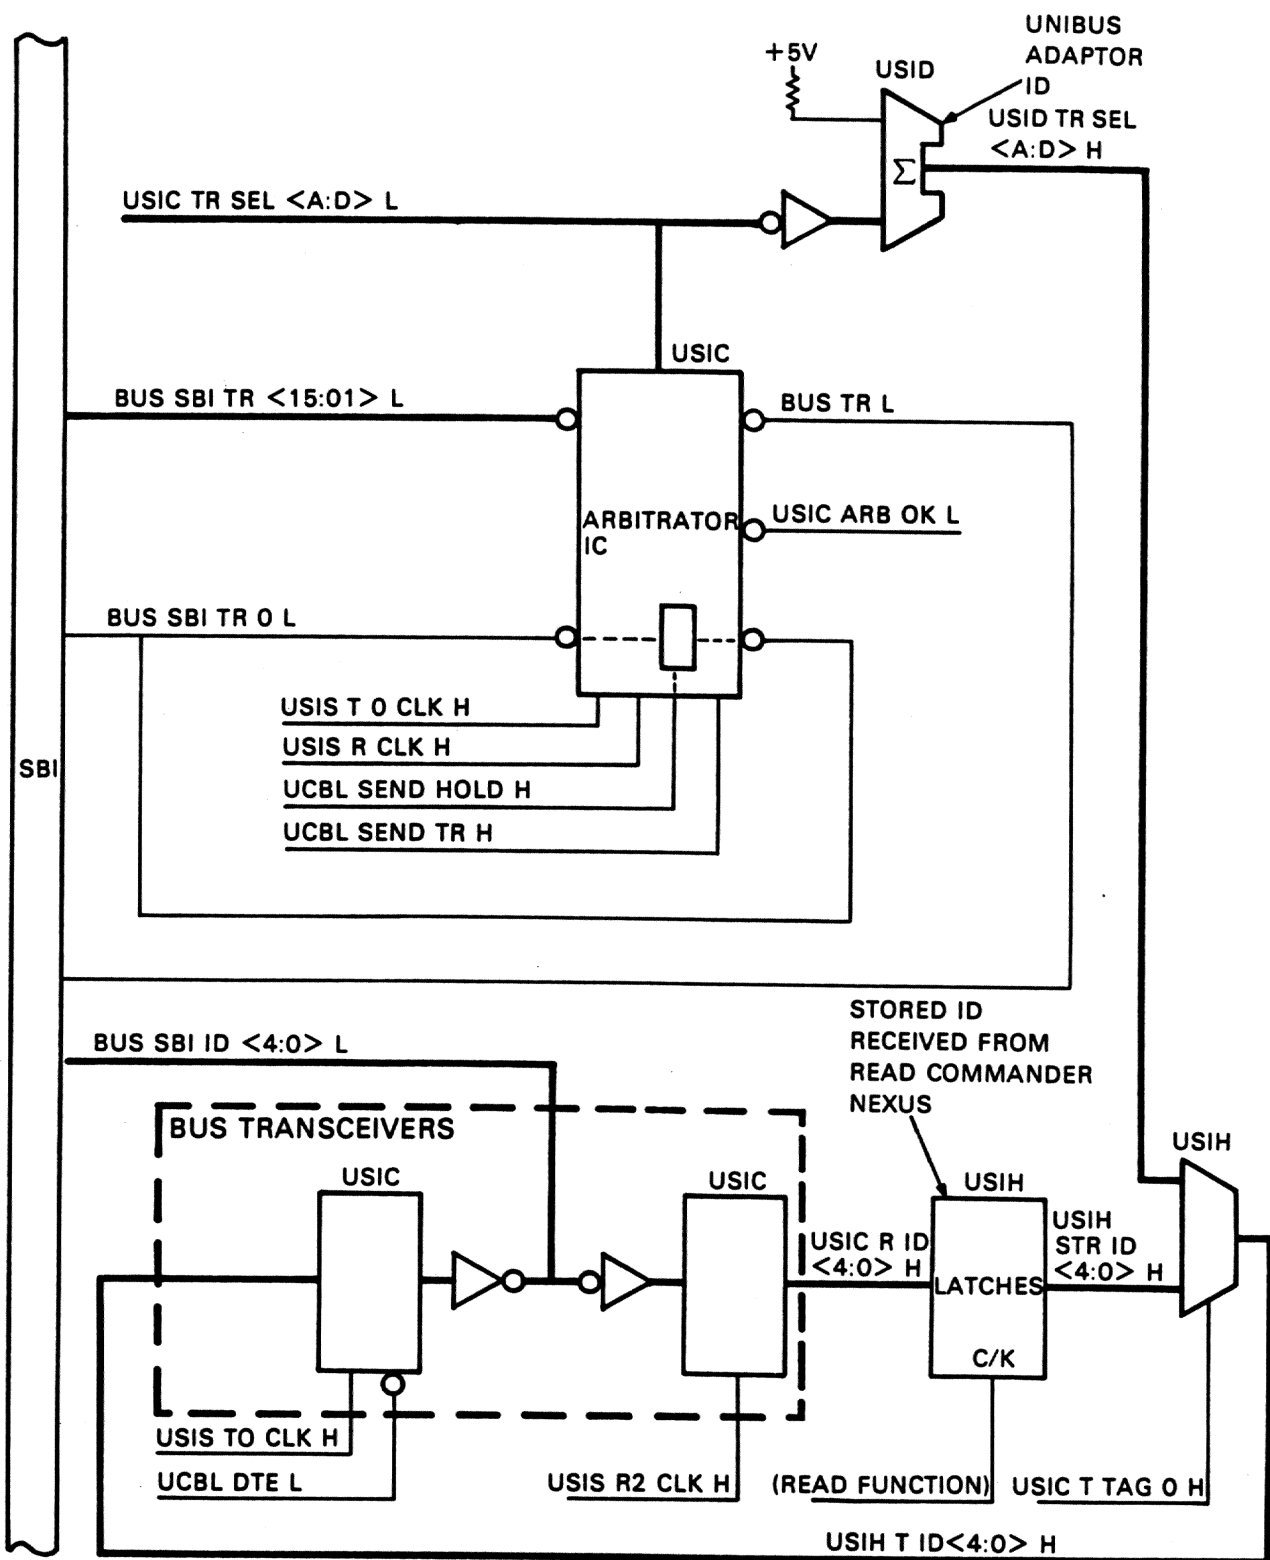 UNIBUS
ADAPTOR
ID
+5V
USID
USID TR SEL
<A:D> H
Σ
USIC TR SEL <A:D> L
USIC
BUS SBI TR <15:01> L
BUS TR L
ARBITRATOR
IC
USIC ARB OK L
BUS SBI TR 0 L
USIS T 0 CLK H
USIS R CLK H
UCBL SEND HOLD H
UCBL SEND TR H
SBI
STORED ID
RECEIVED FROM
READ COMMANDER
NEXUS
BUS SBI ID <4:0> L
BUS TRANSCEIVERS
USIC
USIC
USIH
USIH
USIC R ID
<4:0> H
LATCHES
C/K
USIH
STR ID
<4:0> H
USIS TO CLK H
UCBL DTE L
USIS R2 CLK H
(READ FUNCTION)
USIC T TAG 0 H
USIH T ID<4:0> H